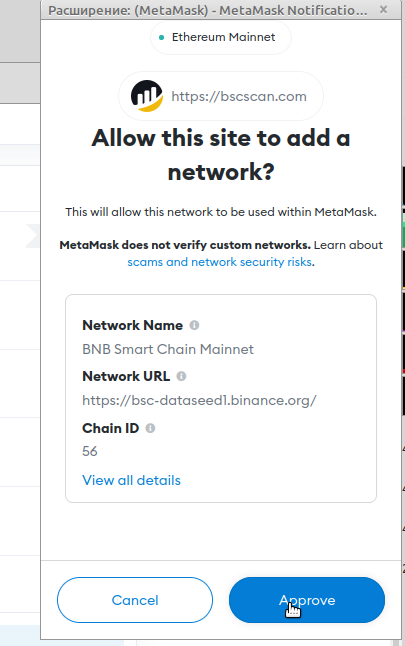 Расширение: (MetaMask) - MetaMask Notificatio...
Ethereum Mainnet
https://bscscan.com
Allow this site to add a
network?
This will allow this network to be used within MetaMask.
MetaMask does not verify custom networks. Learn about
scams and network security risks.
Network Name
BNB Smart Chain Mainnet
Network URL
https://bsc-dataseed1.binance.org/
Chain ID
56
View all details
Cancel
Approve